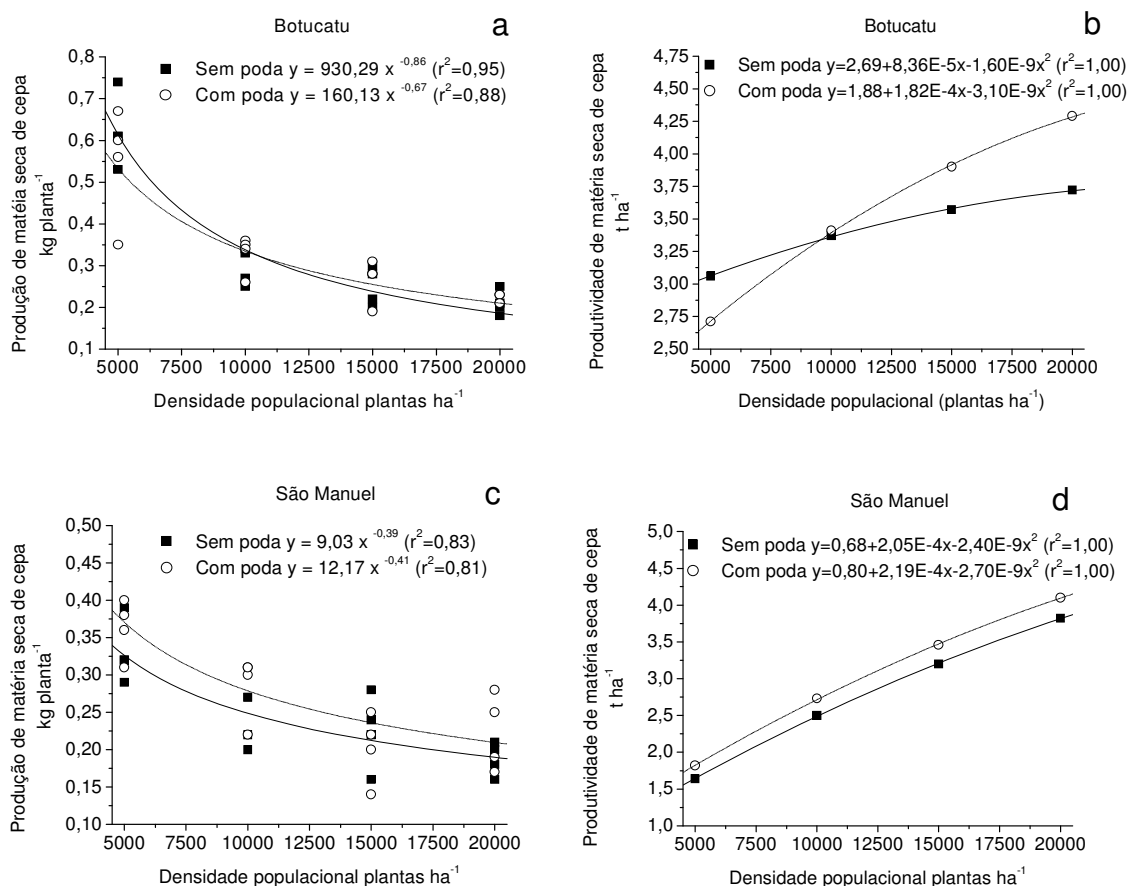 Botucatu
a
Sem poda y = 930,29 x -0,86 (r2=0,95)
Com poda y = 160,13 x -0,67 (r2=0,88)
0,8
0,7
0,6
0,5
0,4
0,3
0,2
0,1
Produção de matéia seca de cepa
kg planta-1
5000 7500 10000 12500 15000 17500 20000
Densidade populacional plantas ha-1
Botucatu
b
Sem poda y=2,69+8,36E-5x-1,60E-9x2 (r2=1,00)
Com poda y=1,88+1,82E-4x-3,10E-9x2 (r2=1,00)
4,75
4,50
4,25
4,00
3,75
3,50
3,25
3,00
2,75
2,50
Produtividade de matéria seca de cepa
t ha-1
5000 7500 10000 12500 15000 17500 20000
Densidade populacional (plantas ha-1)
São Manuel
c
Sem poda y = 9,03 x -0,39 (r2=0,83)
Com poda y = 12,17 x -0,41 (r2=0,81)
0,50
0,45
0,40
0,35
0,30
0,25
0,20
0,15
0,10
Produção de matéria seca de cepa
kg planta-1
5000 7500 10000 12500 15000 17500 20000
Densidade populacional plantas ha-1
São Manuel
d
Sem poda y=0,68+2,05E-4x-2,40E-9x2 (r2=1,00)
Com poda y=0,80+2,19E-4x-2,70E-9x2 (r2=1,00)
5,0
4,5
4,0
3,5
3,0
2,5
2,0
1,5
1,0
Produtividade de matéria seca de cepa
t ha-1
5000 7500 10000 12500 15000 17500 20000
Densidade populacional plantas ha-1